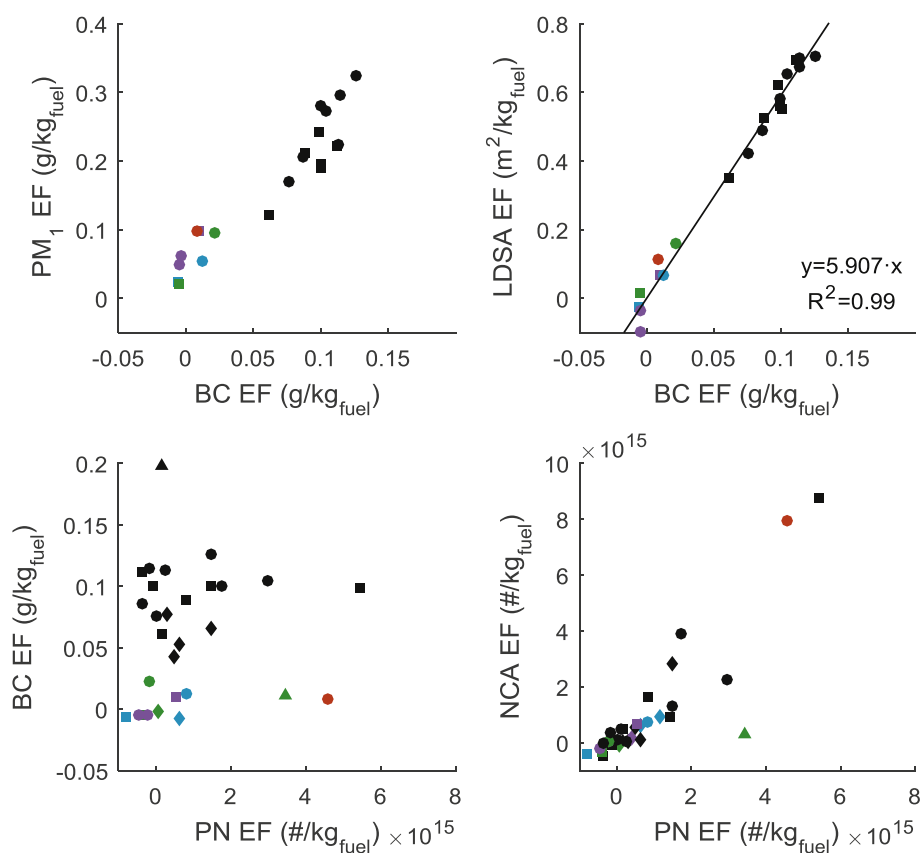 0.4
0.3
0.2
0.1
0
PM1 EF (g/kgfuel)
-0.05 0 0.05 0.1 0.15
BC EF (g/kgfuel)
0.8
0.6
0.4
0.2
0
LDSA EF (m2/kgfuel)
y=5.907·x
R2=0.99
-0.05 0 0.05 0.1 0.15
BC EF (g/kgfuel)
0.2
0.15
0.1
0.05
0
-0.05
BC EF (g/kgfuel)
0 2 4 6 8
PN EF (#/kgfuel) ×10^15
× 10^15
10
8
6
4
2
0
NCA EF (#/kgfuel)
0 2 4 6 8
PN EF (#/kgfuel) ×10^15